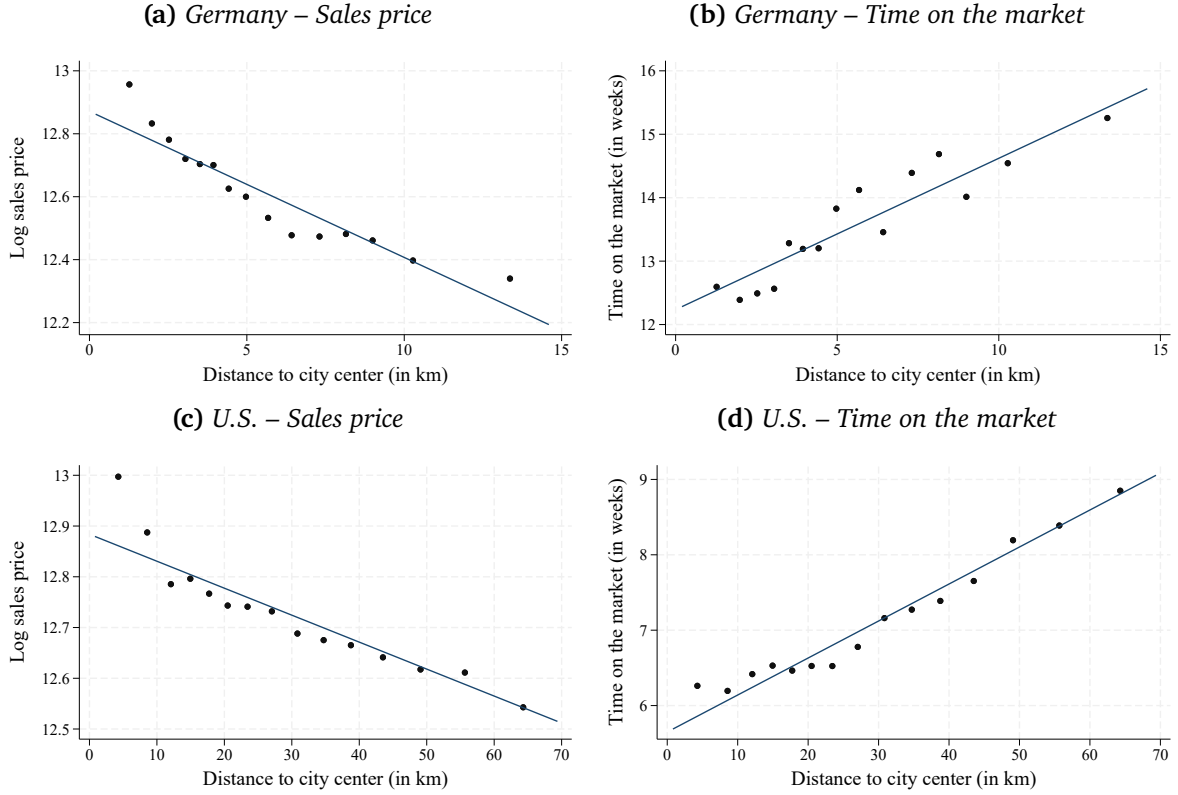 (a) Germany – Sales price
13
12.8
12.6
12.4
12.2
Log sales price
0 5 10 15
Distance to city center (in km)
(b) Germany – Time on the market
16
15
14
13
12
Time on the market (in weeks)
0 5 10 15
Distance to city center (in km)
(c) U.S. – Sales price
13
12.9
12.8
12.7
12.6
12.5
Log sales price
0 10 20 30 40 50 60 70
Distance to city center (in km)
(d) U.S. – Time on the market
9
8
7
6
Time on the market (in weeks)
0 10 20 30 40 50 60 70
Distance to city center (in km)